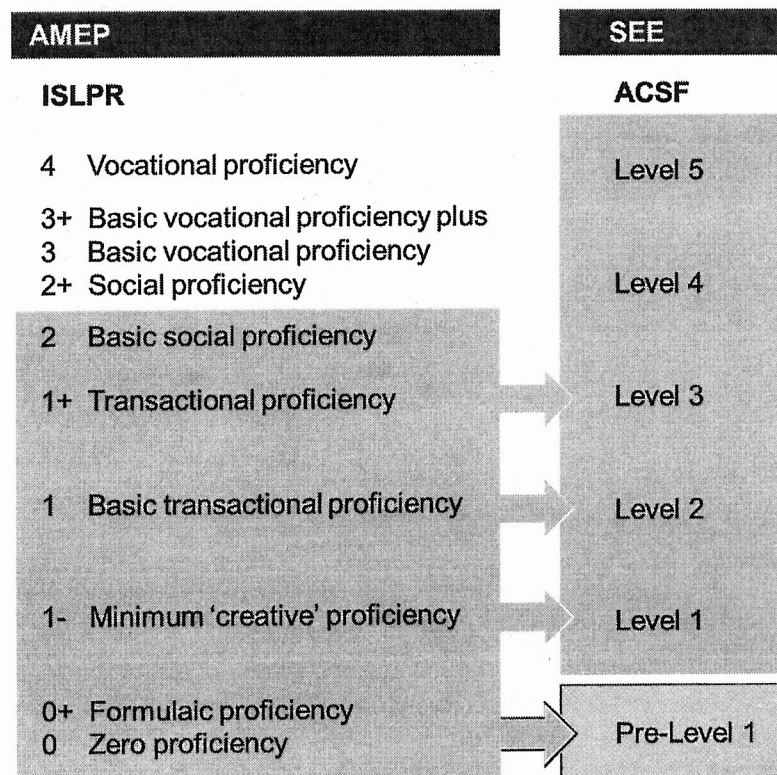 AMEP
ISLPR
4 Vocational proficiency
3+ Basic vocational proficiency plus
3 Basic vocational proficiency
2+ Social proficiency
2 Basic social proficiency
1+ Transactional proficiency
1 Basic transactional proficiency
1- Minimum ‘creative’ proficiency
0+ Formulaic proficiency
0 Zero proficiency
SEE
ACSF
Level 5
Level 4
Level 3
Level 2
Level 1
Pre-Level 1